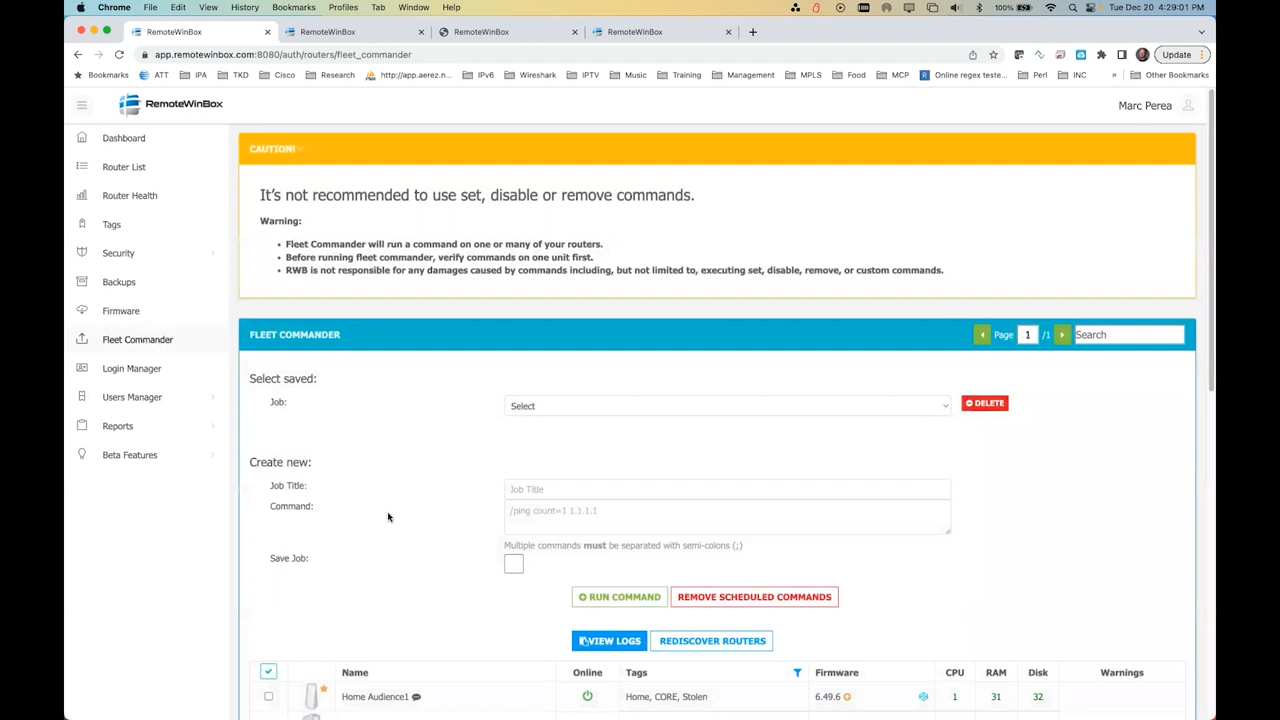 Chrome File Edit View History Bookmarks Profiles Tab Window Help 100% Tue Dec 20 4:29:01 PM
RemoteWinBox RemoteWinBox RemoteWinBox RemoteWinBox
app.remotewinbox.com:8080/auth/routers/fleet_commander Update
Bookmarks ATT IPA TKD Cisco Research http://app.aerez.n... IPv6 Wireshark IPTV Music Training Management MPLS Food MCP Online regex teste... Perl INC » Other Bookmarks
RemoteWinBox Marc Perea
Dashboard
Router List
Router Health
Tags
Security
Backups
Firmware
Fleet Commander
Login Manager
Users Manager
Reports
Beta Features
CAUTION!
It's not recommended to use set, disable or remove commands.
Warning:
• Fleet Commander will run a command on one or many of your routers.
• Before running fleet commander, verify commands on one unit first.
• RWB is not responsible for any damages caused by commands including, but not limited to, executing set, disable, remove, or custom commands.
FLEET COMMANDER Page 1 /1 Search
Select saved:
Job: Select DELETE
Create new:
Job Title: Job Title
Command: /ping count=1 1.1.1.1
Multiple commands must be separated with semi-colons (;)
Save Job:
RUN COMMAND REMOVE SCHEDULED COMMANDS
VIEW LOGS REDISCOVER ROUTERS
Name Online Tags Firmware CPU RAM Disk Warnings
Home Audience1 Home, CORE, Stolen 6.49.6 1 31 32